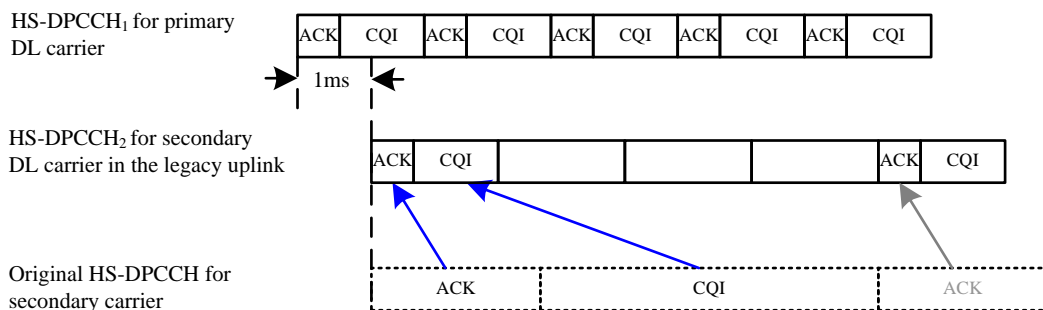 HS-DPCCH1 for primary
DL carrier
ACK CQI ACK CQI ACK CQI ACK CQI ACK CQI
1ms
HS-DPCCH2 for secondary
DL carrier in the legacy uplink
ACK CQI ACK CQI
Original HS-DPCCH for
secondary carrier
ACK CQI ACK